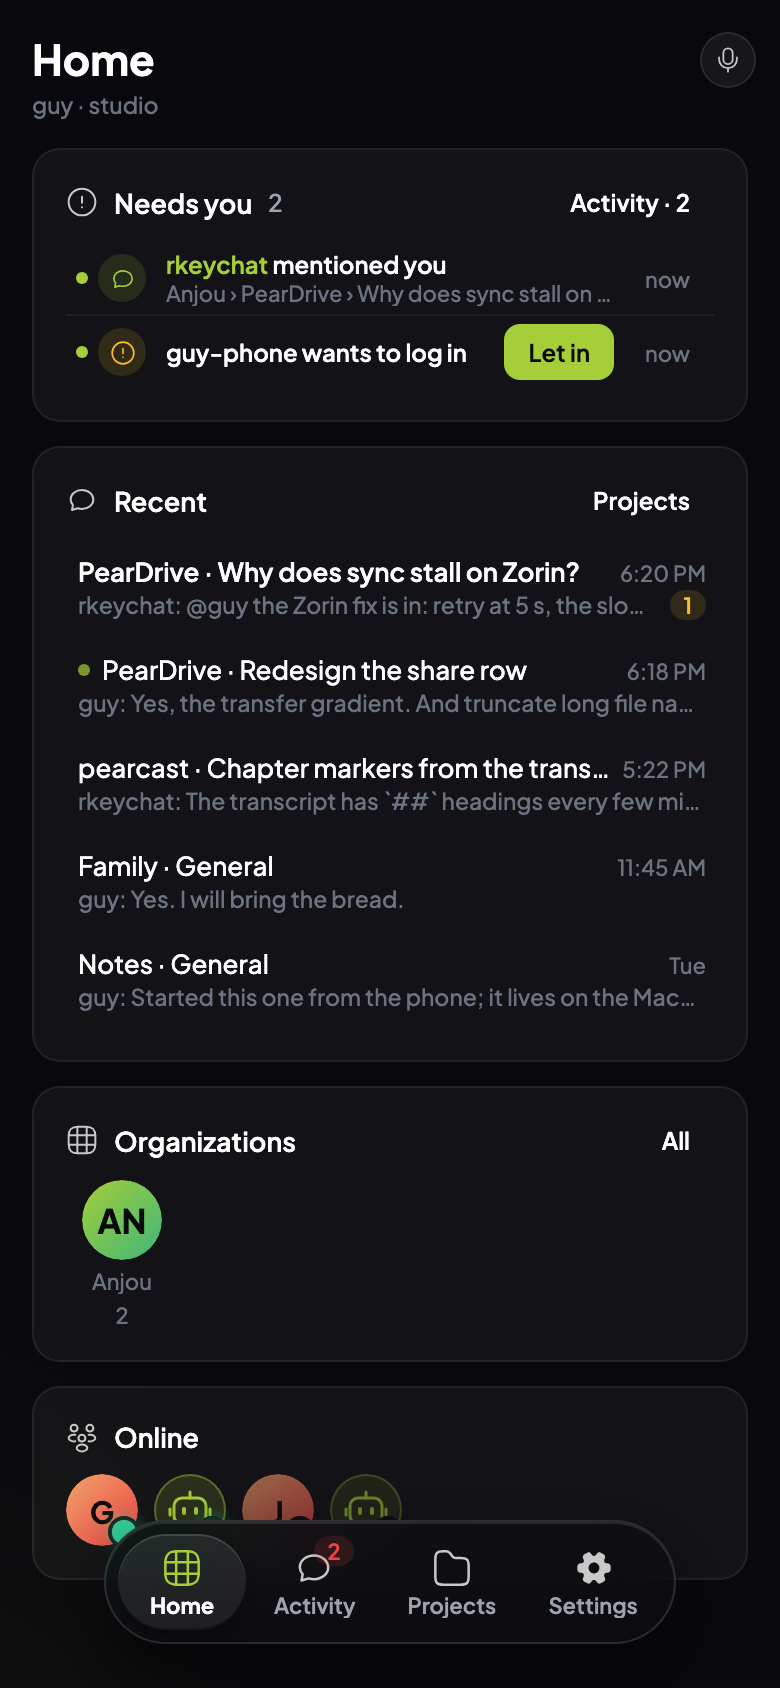 Home
guy · studio
Needs you 2
Activity · 2
rkeychat mentioned you
Anjou › PearDrive › Why does sync stall on ...
now
guy-phone wants to log in
Let in
now
Recent
Projects
PearDrive · Why does sync stall on Zorin?
6:20 PM
rkeychat: @guy the Zorin fix is in: retry at 5 s, the slo...
1
PearDrive · Redesign the share row
6:18 PM
guy: Yes, the transfer gradient. And truncate long file na...
pearcast · Chapter markers from the trans...
5:22 PM
rkeychat: The transcript has `##` headings every few mi...
Family · General
11:45 AM
guy: Yes. I will bring the bread.
Notes · General
Tue
guy: Started this one from the phone; it lives on the Mac...
Organizations
All
AN
Anjou
2
Online
G
2
Home
Activity
Projects
Settings